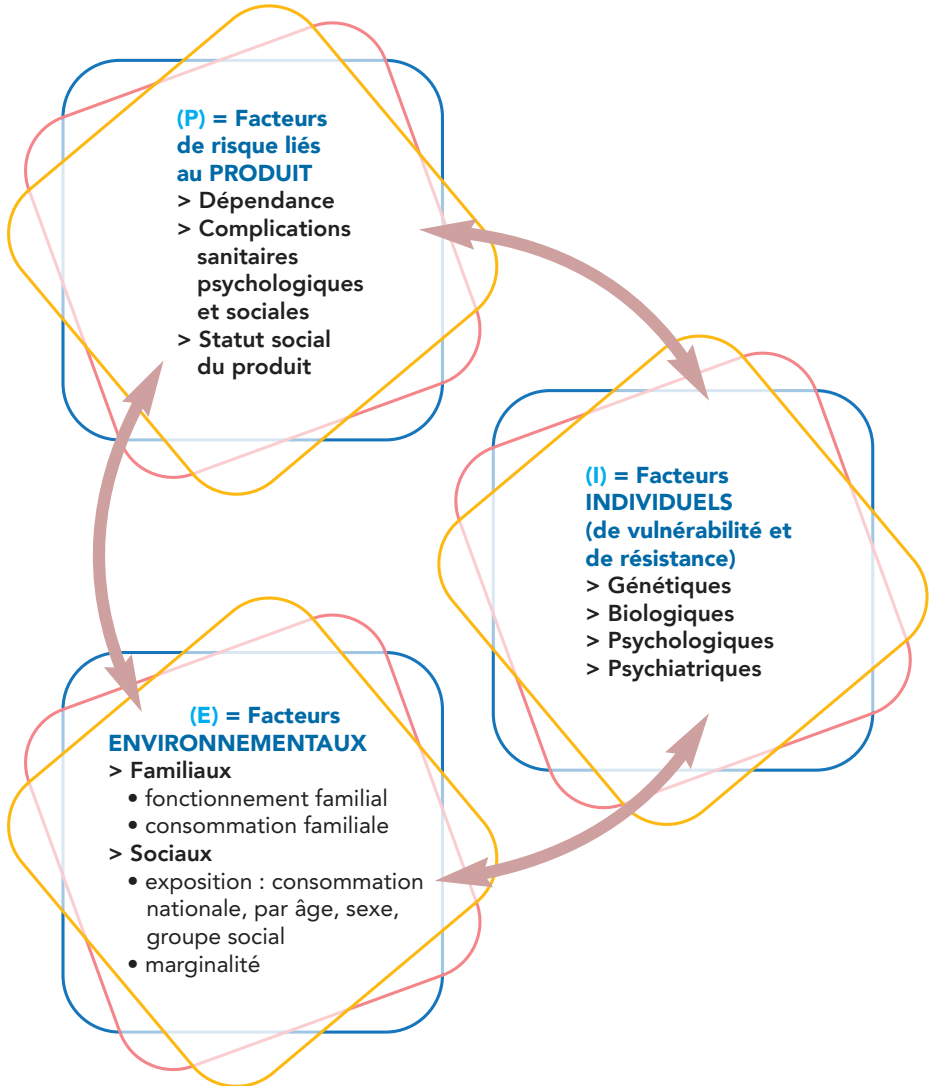 (P) = Facteurs
de risque liés
au PRODUIT
> Dépendance
> Complications
sanitaires
psychologiques
et sociales
> Statut social
du produit
(I) = Facteurs
INDIVIDUELS
(de vulnérabilité et
de résistance)
> Génétiques
> Biologiques
> Psychologiques
> Psychiatriques
(E) = Facteurs
ENVIRONNEMENTAUX
> Familiaux
• fonctionnement familial
• consommation familiale
> Sociaux
• exposition : consommation
nationale, par âge, sexe,
groupe social
• marginalité